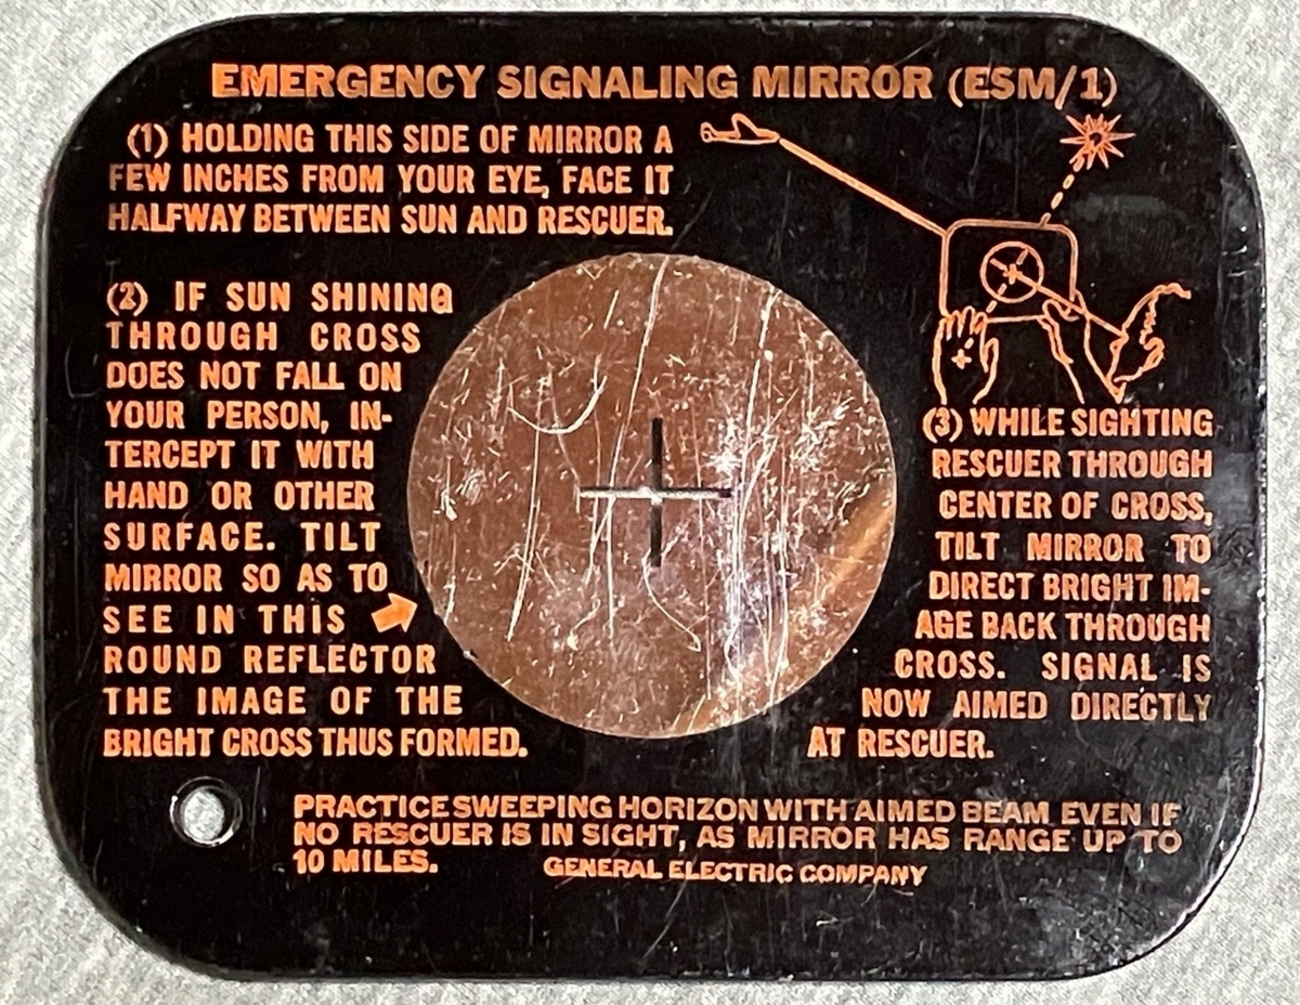 EMERGENCY SIGNALING MIRROR (ESM/1)
(1) HOLDING THIS SIDE OF MIRROR A
FEW INCHES FROM YOUR EYE, FACE IT
HALFWAY BETWEEN SUN AND RESCUER.
(2) IF SUN SHINING
THROUGH CROSS
DOES NOT FALL ON
YOUR PERSON, IN-
TERCEPT IT WITH
HAND OR OTHER
SURFACE. TILT
MIRROR SO AS TO
SEE IN THIS
ROUND REFLECTOR
THE IMAGE OF THE
BRIGHT CROSS THUS FORMED.
(3) WHILE SIGHTING
RESCUER THROUGH
CENTER OF CROSS,
TILT MIRROR TO
DIRECT BRIGHT IM-
AGE BACK THROUGH
CROSS. SIGNAL IS
NOW AIMED DIRECTLY
AT RESCUER.
PRACTICE SWEEPING HORIZON WITH AIMED BEAM EVEN IF
NO RESCUER IS IN SIGHT, AS MIRROR HAS RANGE UP TO
10 MILES. GENERAL ELECTRIC COMPANY